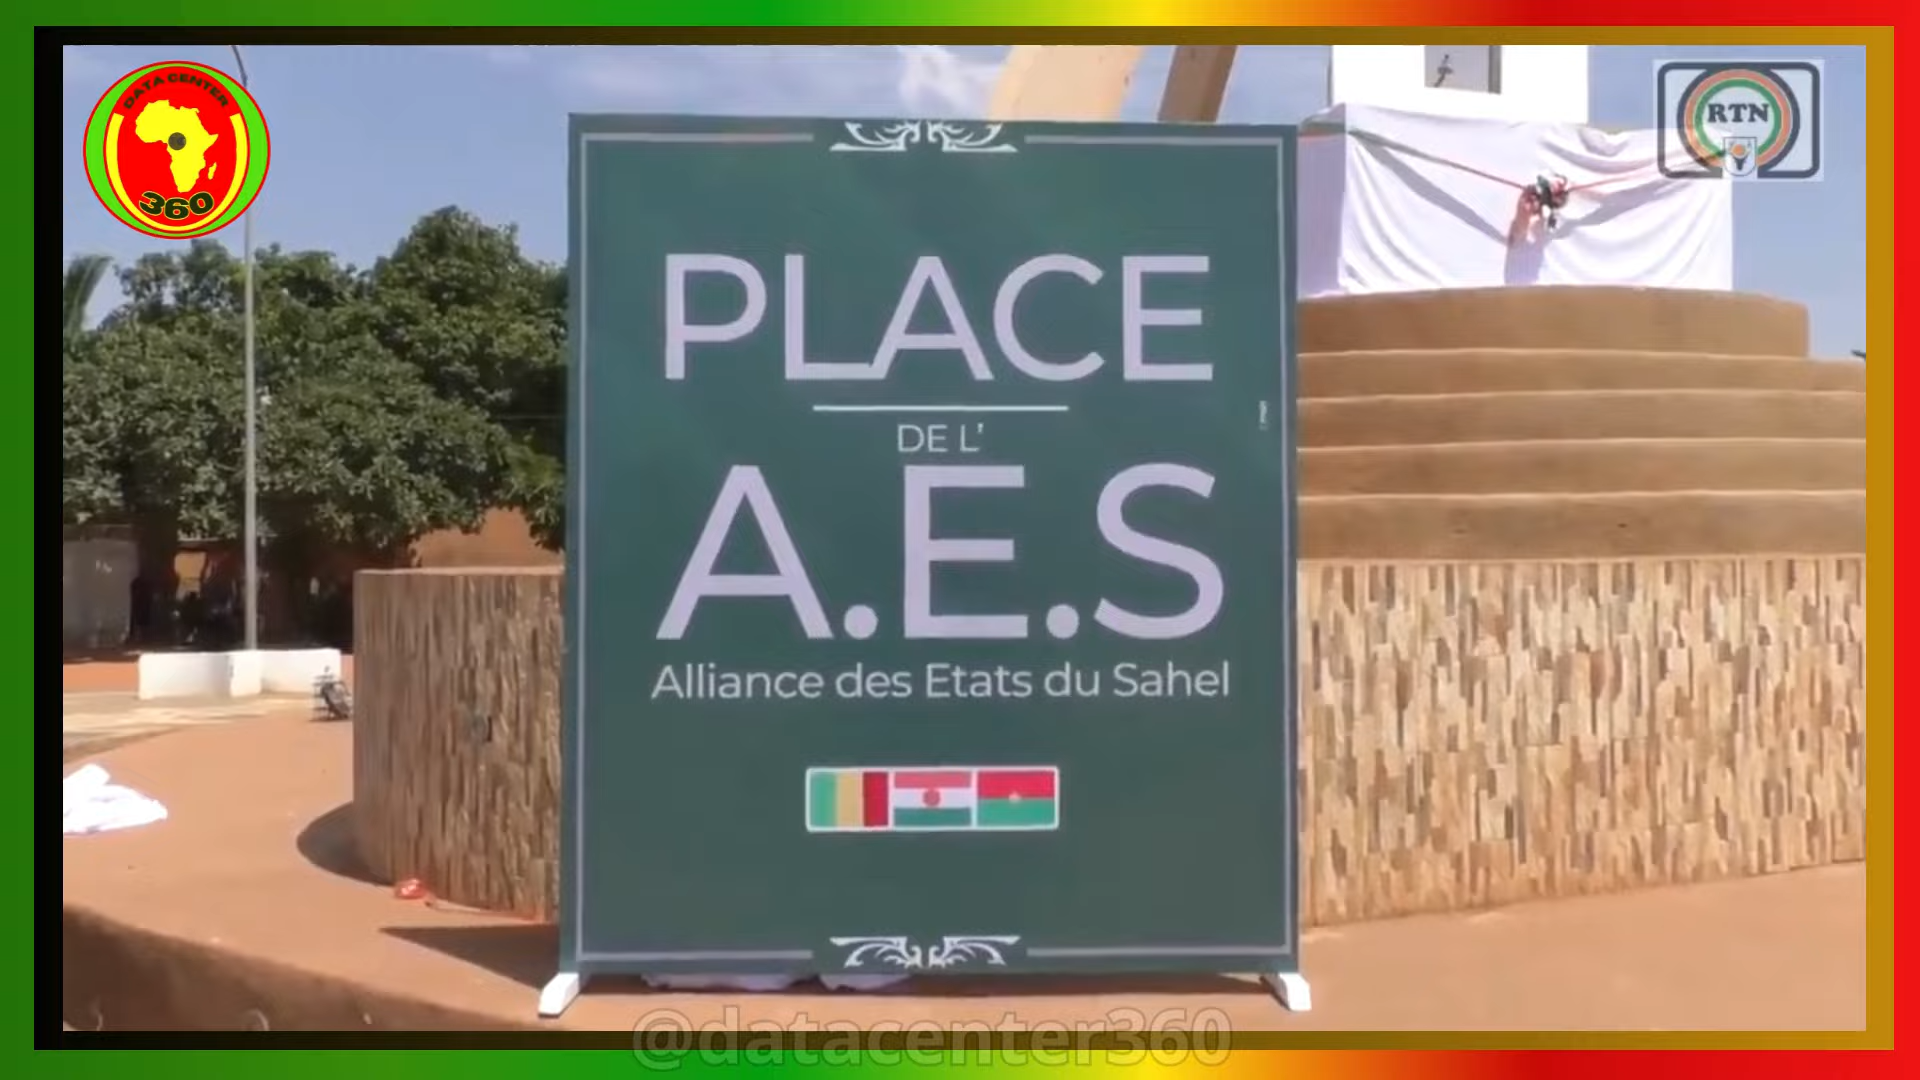 DATA CENTER
360
RTN
PLACE
DE L'
A.E.S
Alliance des Etats du Sahel
@datacenter360